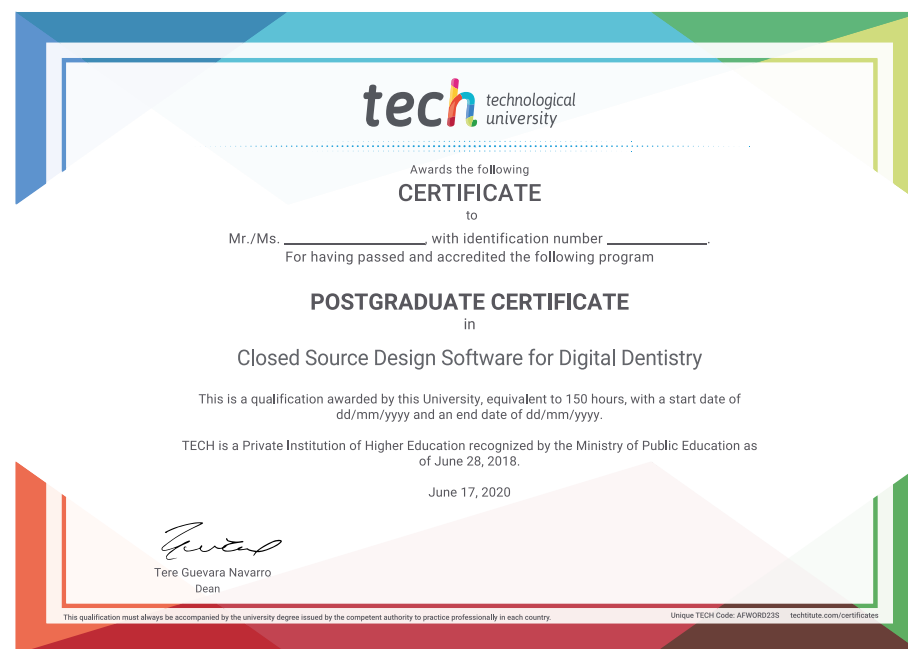 tech technological
university
Awards the following
CERTIFICATE
to
Mr./Ms. ____________________, with identification number ______________.
For having passed and accredited the following program
POSTGRADUATE CERTIFICATE
in
Closed Source Design Software for Digital Dentistry
This is a qualification awarded by this University, equivalent to 150 hours, with a start date of
dd/mm/yyyy and an end date of dd/mm/yyyy.
TECH is a Private Institution of Higher Education recognized by the Ministry of Public Education as
of June 28, 2018.
June 17, 2020
Tere Guevara Navarro
Dean
This qualification must always be accompanied by the university degree issued by the competent authority to practice professionally in each country.
Unique TECH Code: AFWORD23S techtitute.com/certificates